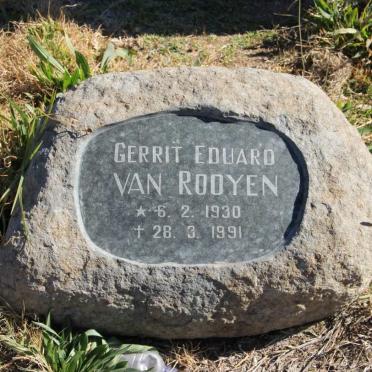 GERRIT EDUARD
VAN ROOYEN
★ 6. 2. 1930
✝ 28. 3. 1991